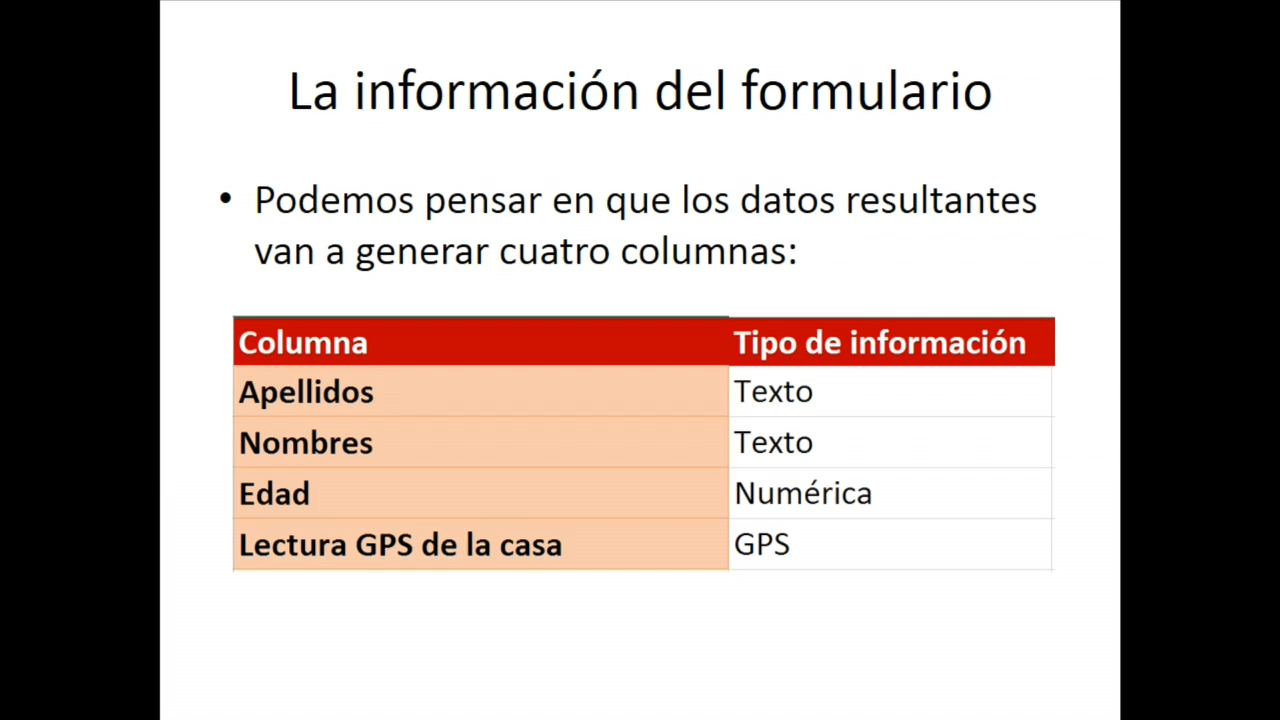 La información del formulario
• Podemos pensar en que los datos resultantes
van a generar cuatro columnas:
Columna Tipo de información
Apellidos Texto
Nombres Texto
Edad Numérica
Lectura GPS de la casa GPS